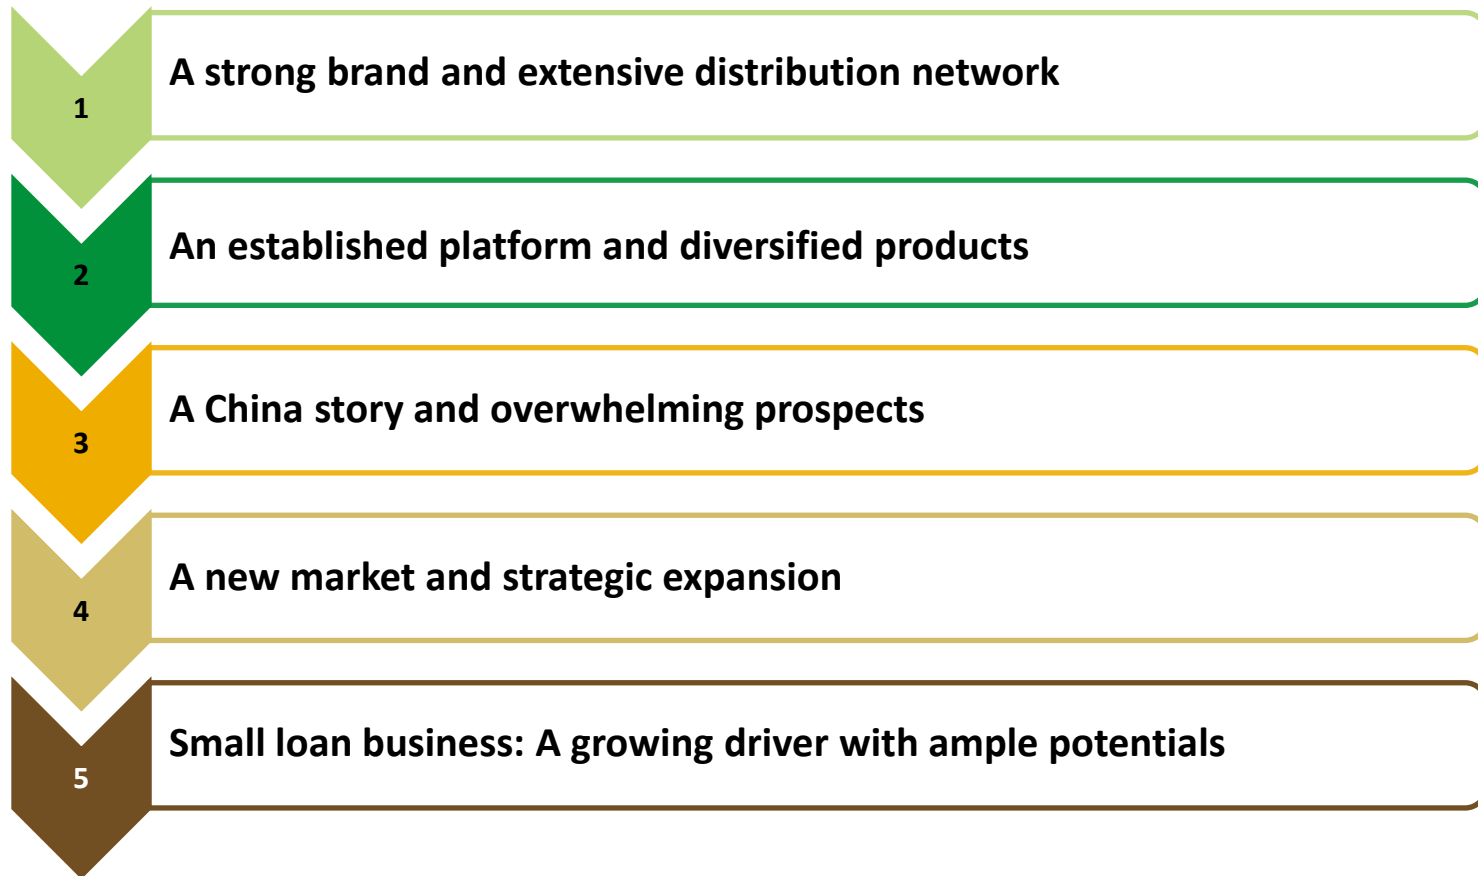 1
A strong brand and extensive distribution network
2
An established platform and diversified products
3
A China story and overwhelming prospects
4
A new market and strategic expansion
5
Small loan business: A growing driver with ample potentials